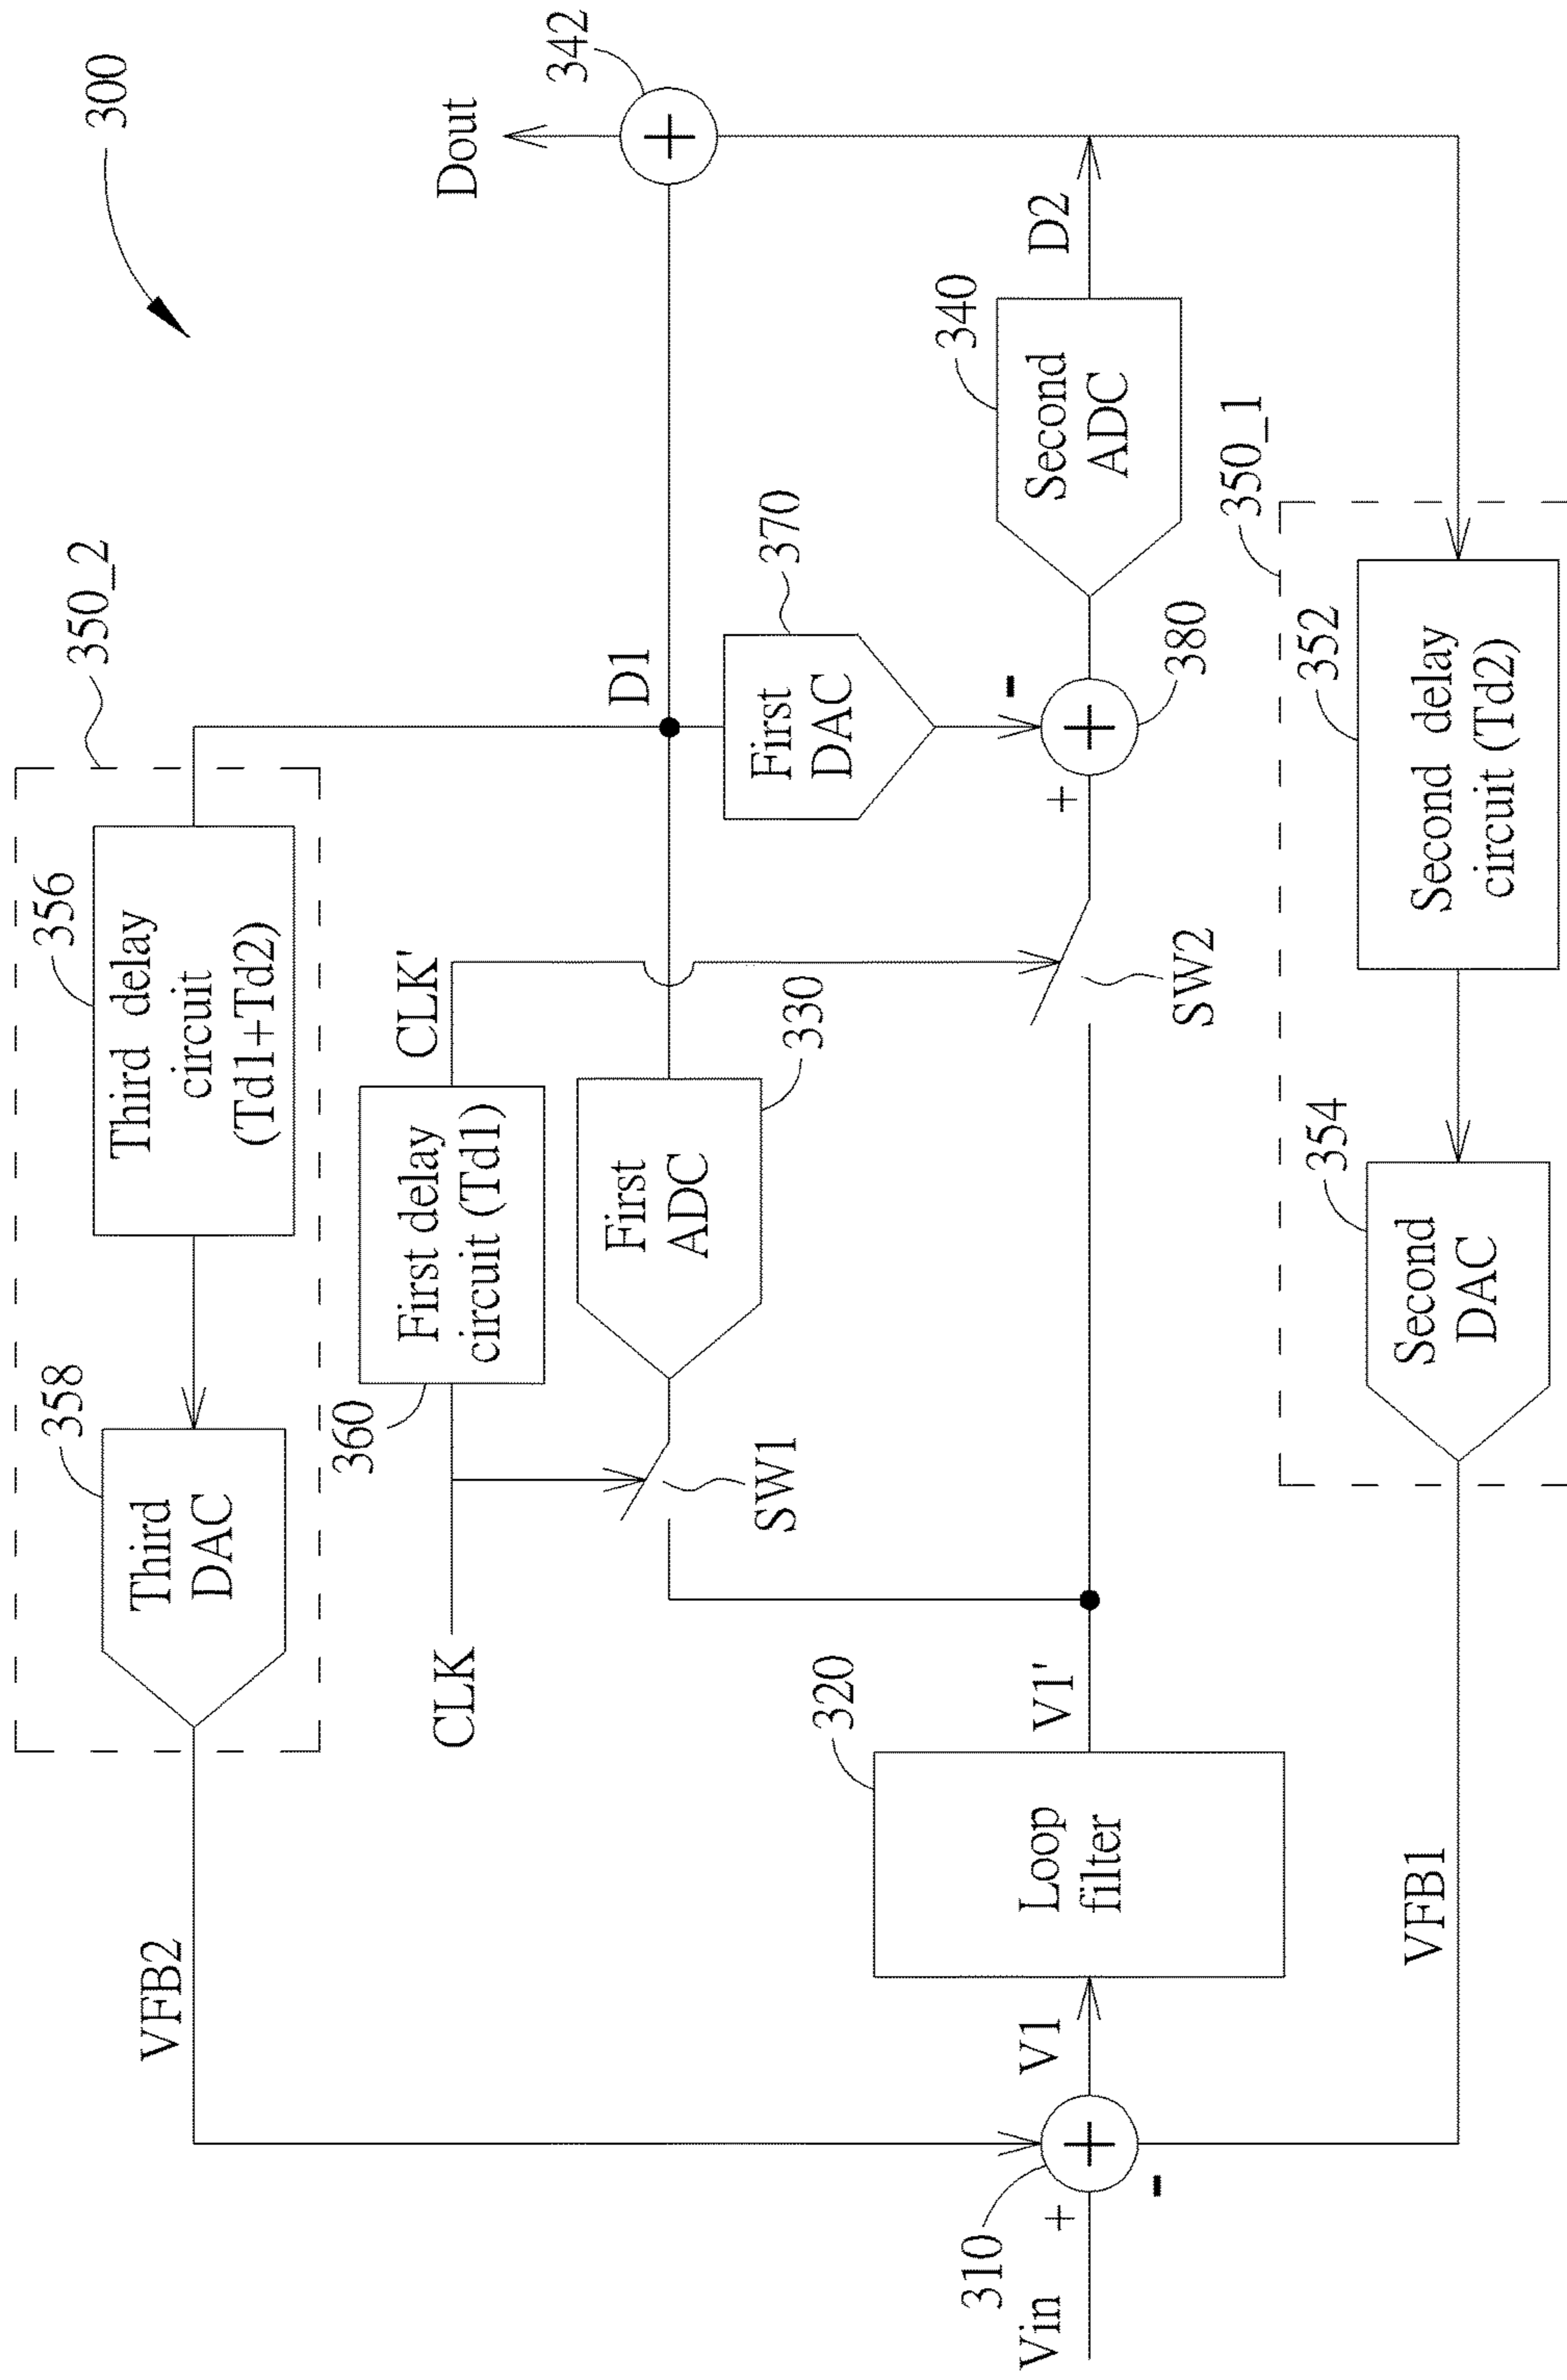 300
350_2
356
Third delay
circuit
(Td1+Td2)
358
Third
DAC
VFB2
CLK
360
First delay
circuit (Td1)
CLK'
SW1
First
ADC
330
D1
First
DAC
370
Dout
342
Vin
+
310
+
-
V1
320
Loop
filter
V1'
SW2
+
-
+
380
340
Second
ADC
D2
+
350_1
352
Second delay
circuit (Td2)
354
Second
DAC
VFB1